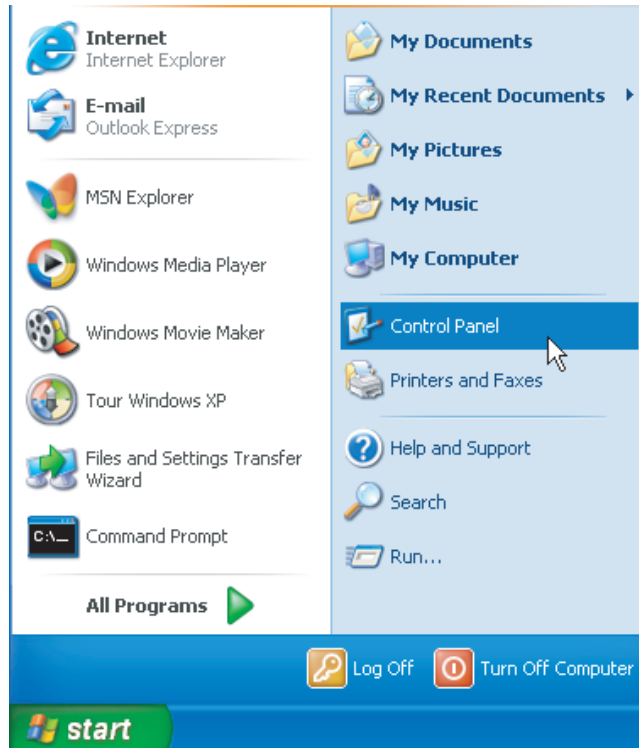 Internet
Internet Explorer
E-mail
Outlook Express
MSN Explorer
Windows Media Player
Windows Movie Maker
Tour Windows XP
Files and Settings Transfer
Wizard
C:\_
Command Prompt
All Programs
My Documents
My Recent Documents
My Pictures
My Music
My Computer
Control Panel
Printers and Faxes
Help and Support
Search
Run...
Log Off
Turn Off Computer
start